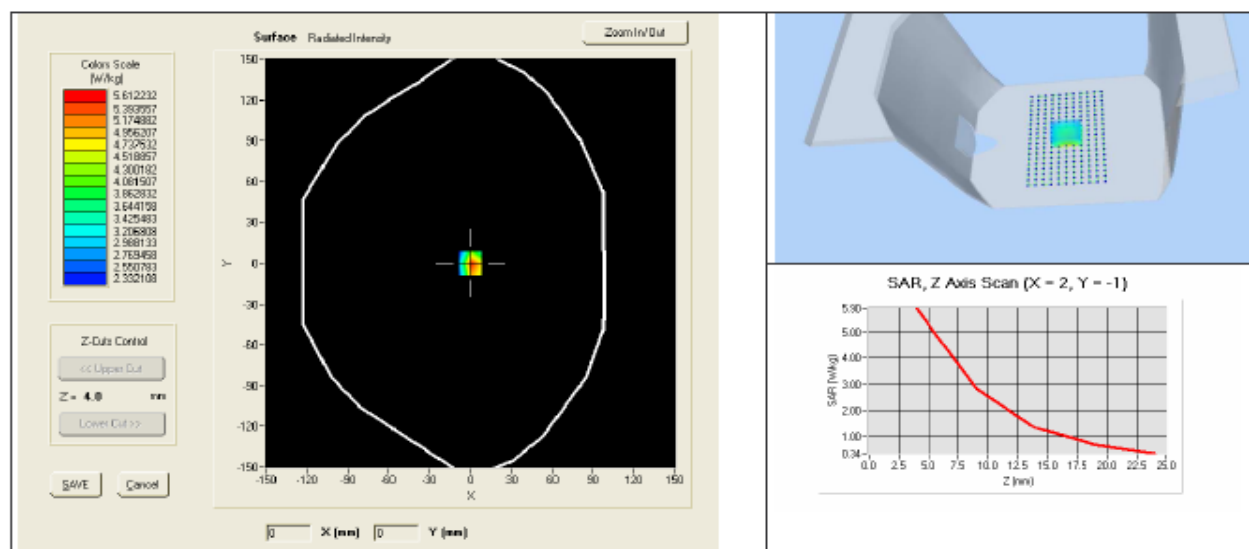 Surface Radiated Intensity
Zoom In/Out
Colors Scale
[W/kg]
5.612232
5.393557
5.174882
4.956207
4.737532
4.518857
4.300182
4.081507
3.862832
3.644158
3.425483
3.206808
2.988133
2.769458
2.550783
2.332108
Z-Cuts Control
<< Upper Cut
Z = 4.0 mm
Lower Cut >>
SAVE
Cancel
150
120
90
60
30
0
-30
-60
-90
-120
-150
Y
-150 -120 -90 -60 -30 0 30 60 90 120 150
X
0 X (mm) 0 Y (mm)
SAR, Z Axis Scan (X = 2, Y = -1)
5.90
5.00
4.00
3.00
2.00
1.00
0.34
SAR (W/kg)
0.0 2.5 5.0 7.5 10.0 12.5 15.0 17.5 20.0 22.5 25.0
Z (mm)